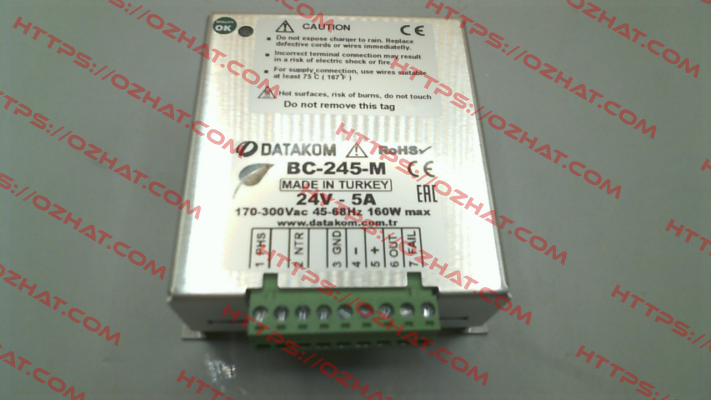 OK
CAUTION CE
Do not expose charger to rain. Replace
defective cords or wires immediatelly.
Incorrect terminal connection may result
in a risk of electric shock or fire.
For supply connection, use wires suitable
at least 75°C ( 167°F )
Hot surfaces, risk of burns, do not touch
Do not remove this tag
DATAKOM RoHS
BC-245-M CE
MADE IN TURKEY
24V - 5A EAC
170-300Vac 45-68Hz 160W max
www.datakom.com.tr
1 PHS
2 NTR
3 GND
4 -
5 +
6 OUT
7 FAIL
HTTPS://OZHAT.COM